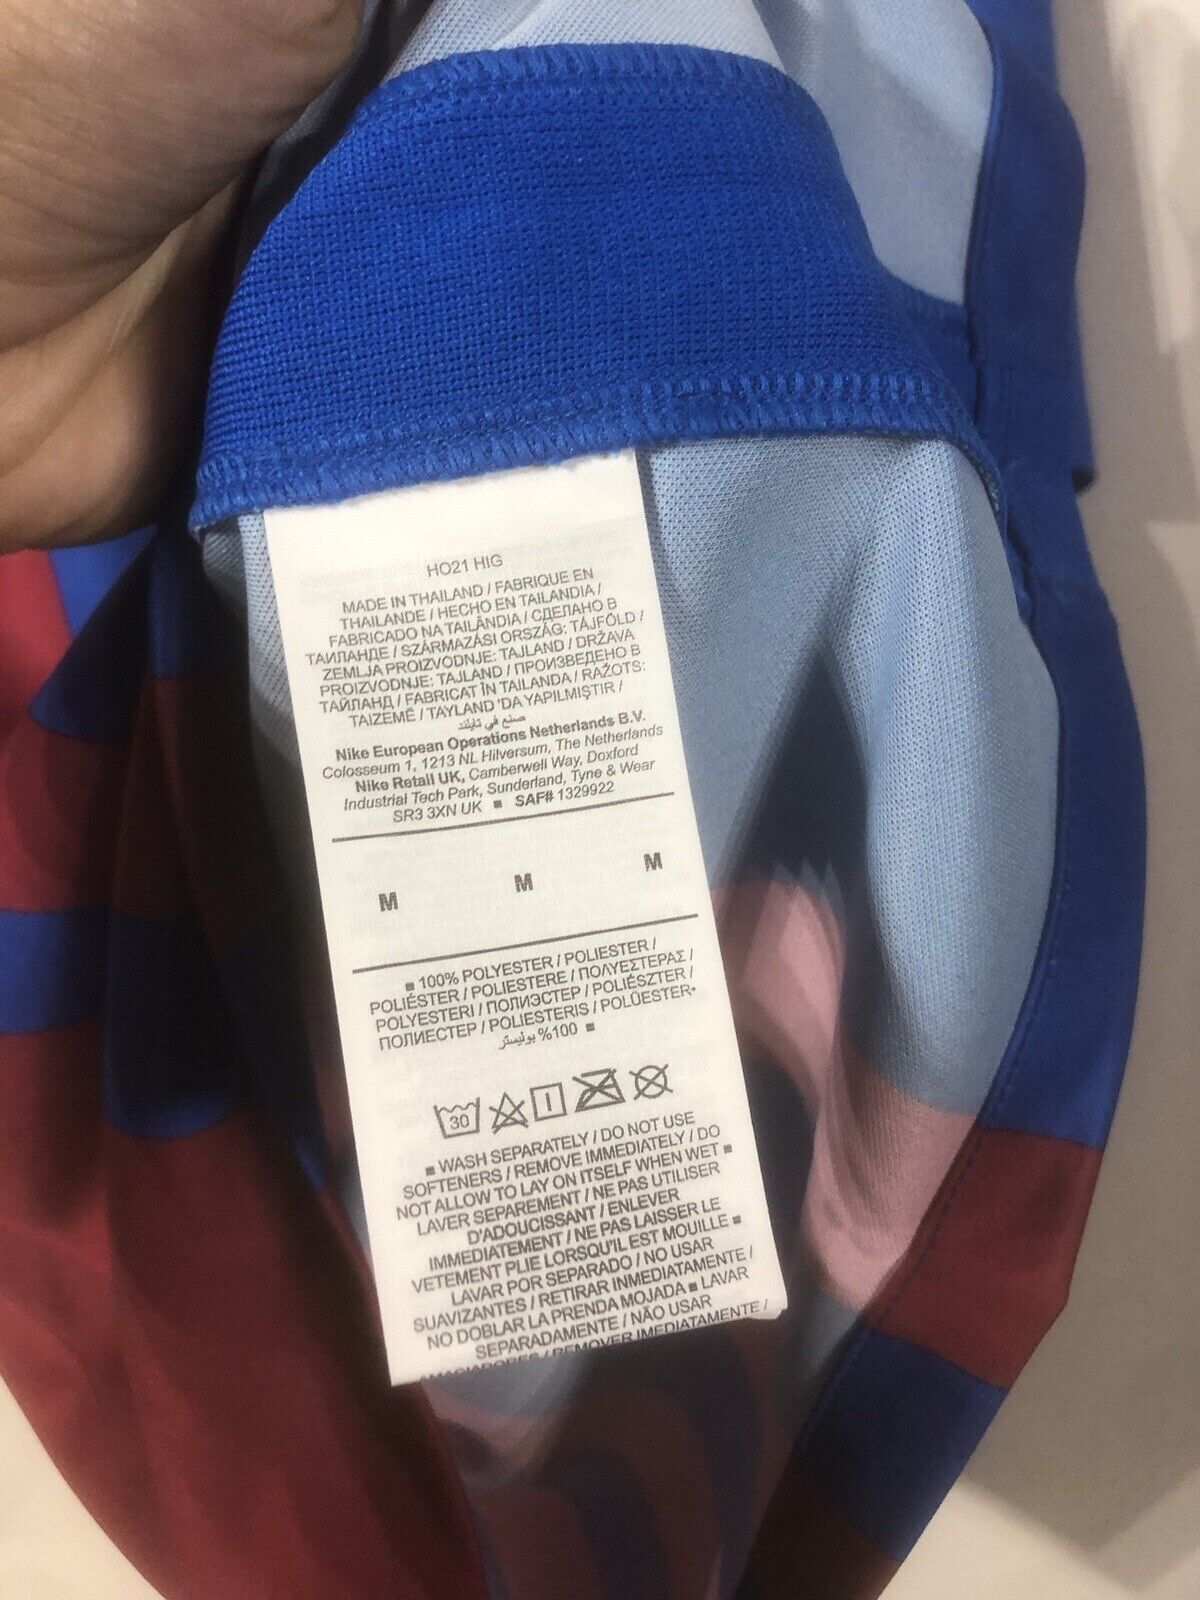 HO21 HIG
MADE IN THAILAND / FABRIQUE EN
THAILANDE / HECHO EN TAILANDIA /
FABRICADO NA TAILÂNDIA / СДЕЛАНО В
ТАИЛАНДЕ / SZÁRMAZÁSI ORSZÁG: TÁJFÖLD /
ZEMLJA PROIZVODNJE: TAJLAND / DRŽAVA
PROIZVODNJE: TAJLAND / ПРОИЗВЕДЕНО В
ТАЙЛАНД / FABRICAT ÎN TAILANDA / RAŽOTS:
TAIZEMĒ / TAYLAND 'DA YAPILMIŞTIR /
صنع في تايلند
Nike European Operations Netherlands B.V.
Colosseum 1, 1213 NL Hilversum, The Netherlands
Nike Retail UK, Camberwell Way, Doxford
Industrial Tech Park, Sunderland, Tyne & Wear
SR3 3XN UK ■ SAF# 1329922
M M M
■ 100% POLYESTER / POLIESTER /
POLIÉSTER / POLIESTERE / ΠΟΛΥΕΣΤΕΡΑΣ /
POLYESTERI / ПОЛИЭСТЕР / POLIÉSZTER /
ПОЛИЕСТЕР / POLIESTERIS / POLÜESTER•
%100 بوليستر ■
30
■ WASH SEPARATELY / DO NOT USE
SOFTENERS / REMOVE IMMEDIATELY / DO
NOT ALLOW TO LAY ON ITSELF WHEN WET ■
LAVER SEPAREMENT / NE PAS UTILISER
D'ADOUCISSANT / ENLEVER
IMMEDIATEMENT / NE PAS LAISSER LE
VETEMENT PLIE LORSQU'IL EST MOUILLE ■
LAVAR POR SEPARADO / NO USAR
SUAVIZANTES / RETIRAR INMEDIATAMENTE /
NO DOBLAR LA PRENDA MOJADA ■ LAVAR
SEPARADAMENTE / NÃO USAR
AMACIADORES / REMOVER IMEDIATAMENTE /